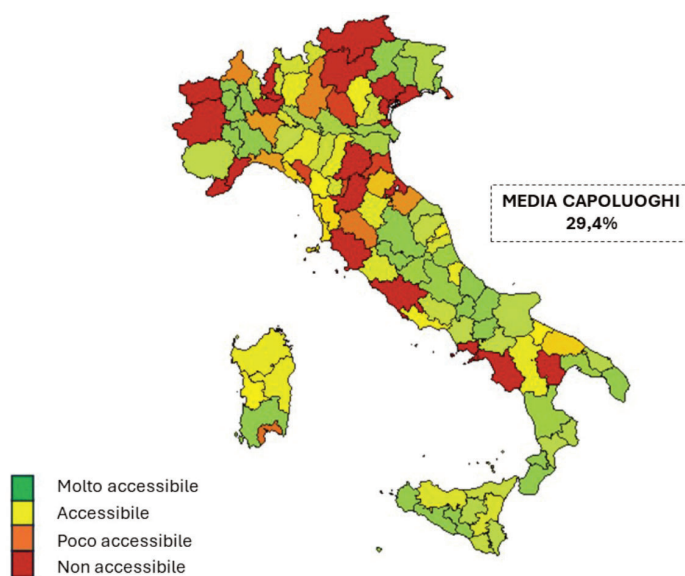 MEDIA CAPOLUOGHI
29,4%
Molto accessibile
Accessibile
Poco accessibile
Non accessibile